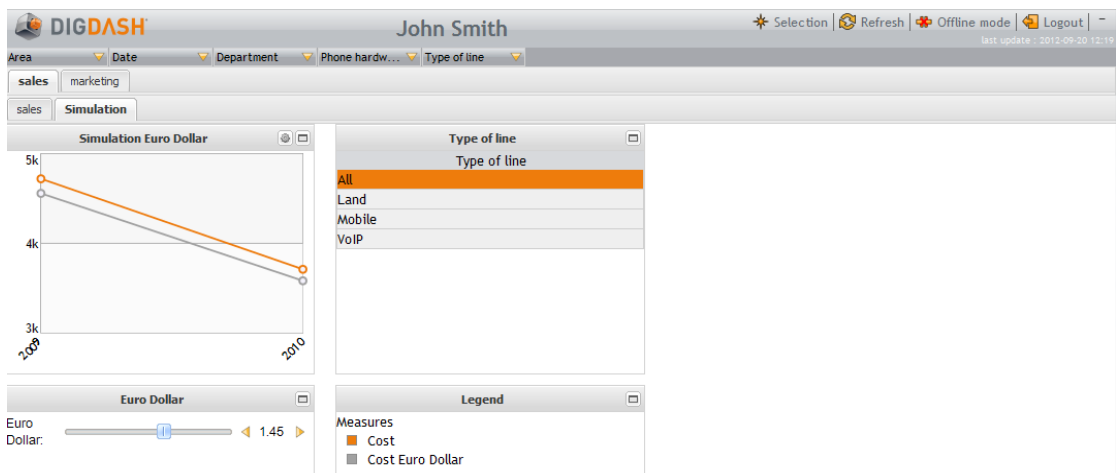 DIGDASH
John Smith
Selection Refresh Offline mode Logout -
last update : 2012-09-20 12:19
Area Date Department Phone hardw... Type of line
sales marketing
sales Simulation
Simulation Euro Dollar
5k
4k
3k
2009 2010
Type of line
Type of line
All
Land
Mobile
VoIP
Euro Dollar
Euro
Dollar:
1.45
Legend
Measures
Cost
Cost Euro Dollar